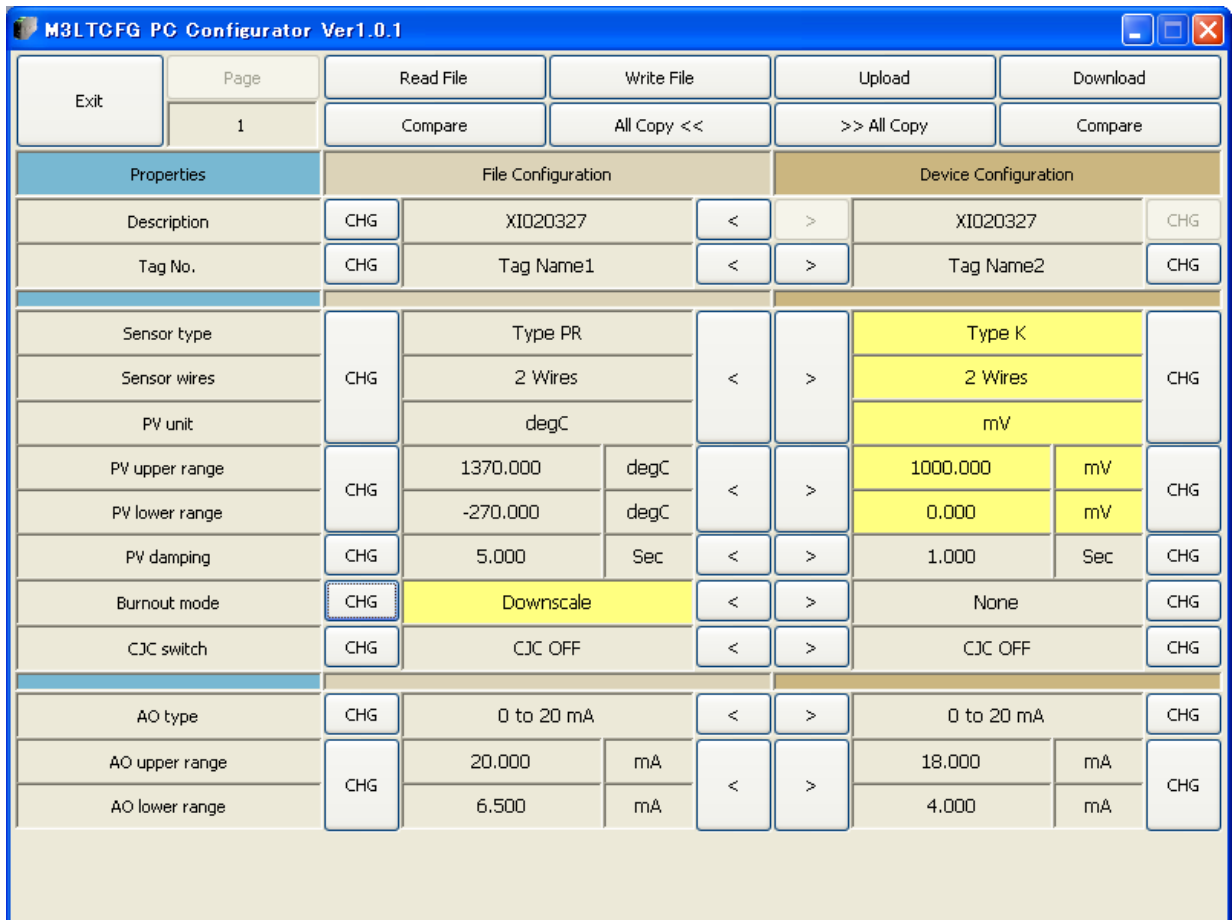 M3LTCFG PC Configurator Ver1.0.1
Exit Page Read File Write File Upload Download
1 Compare All Copy << >> All Copy Compare
Properties File Configuration Device Configuration
Description CHG XI020327 < > XI020327 CHG
Tag No. CHG Tag Name1 < > Tag Name2 CHG
Sensor type Type PR Type K
Sensor wires CHG 2 Wires < > 2 Wires CHG
PV unit degC mV
PV upper range CHG 1370.000 degC < > 1000.000 mV CHG
PV lower range -270.000 degC 0.000 mV
PV damping CHG 5.000 Sec < > 1.000 Sec CHG
Burnout mode CHG Downscale < > None CHG
CJC switch CHG CJC OFF < > CJC OFF CHG
AO type CHG 0 to 20 mA < > 0 to 20 mA CHG
AO upper range CHG 20.000 mA < > 18.000 mA CHG
AO lower range 6.500 mA 4.000 mA